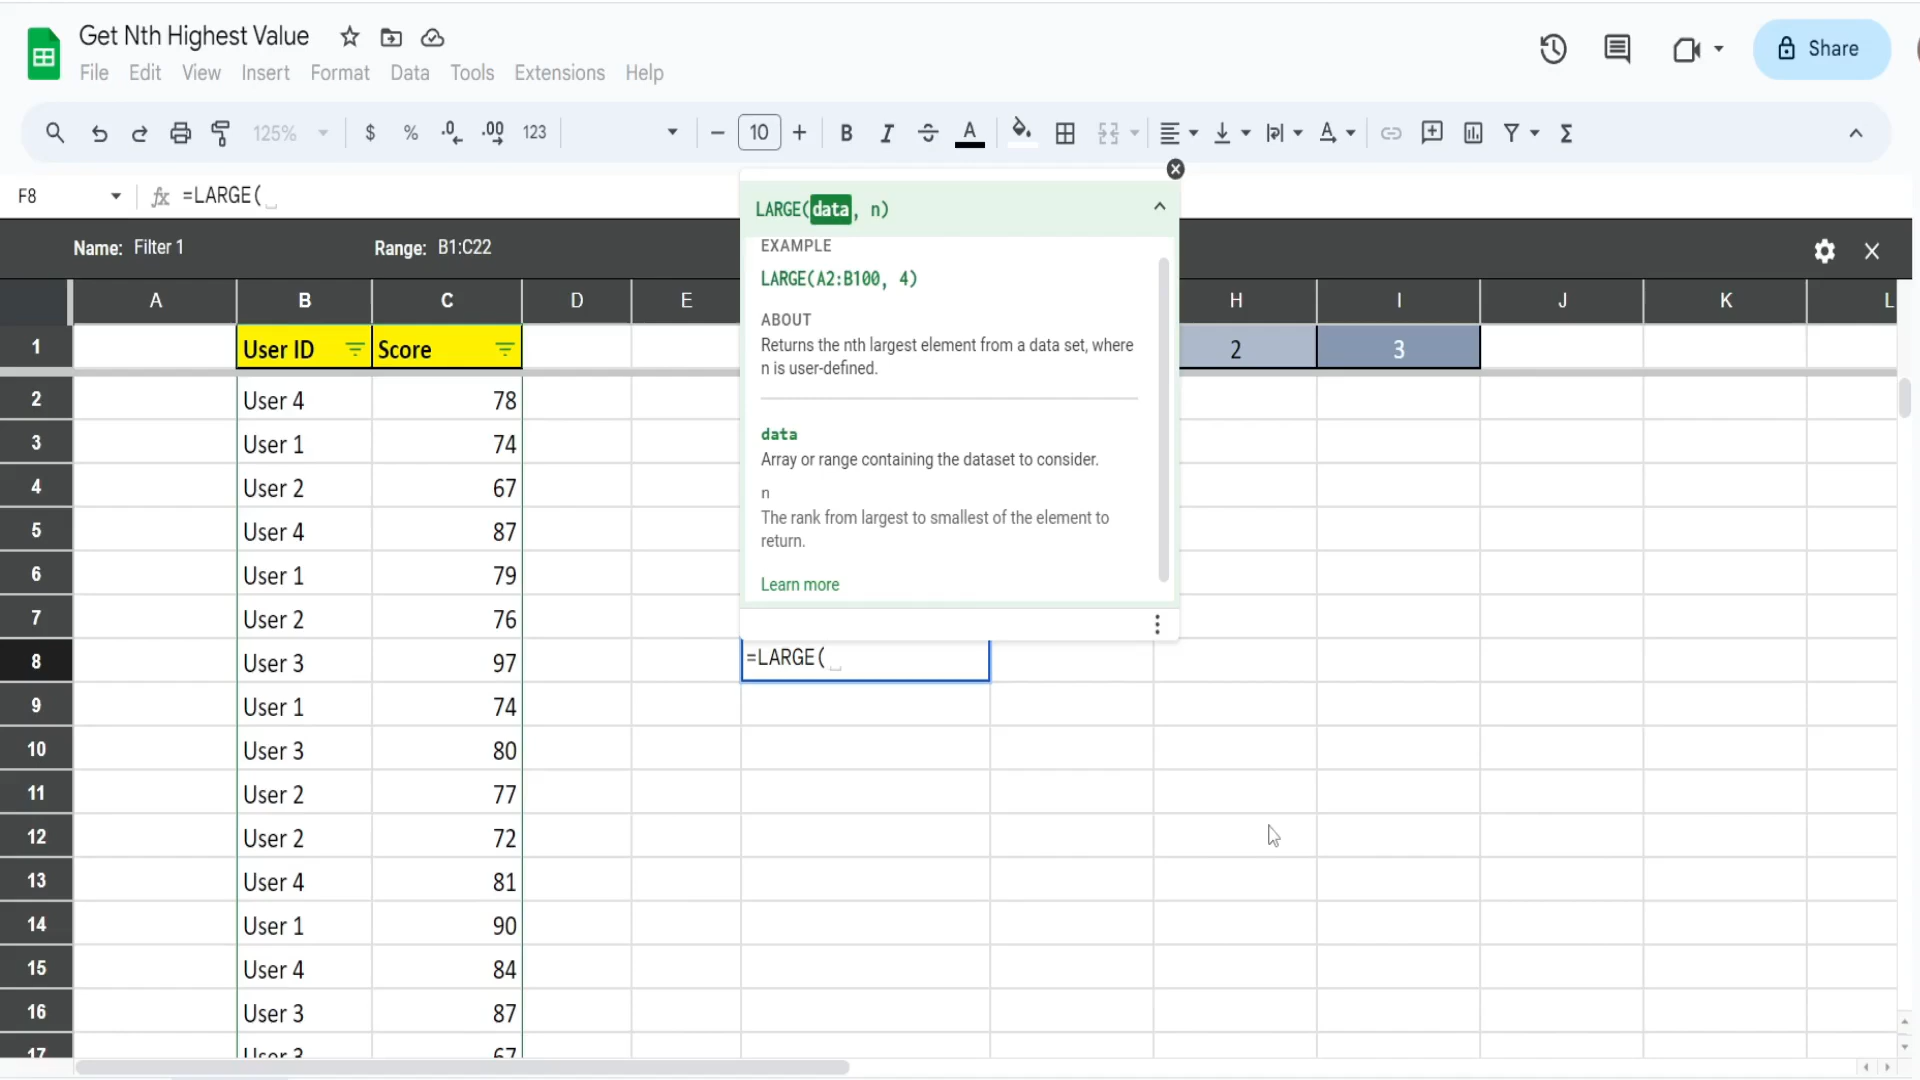 Get Nth Highest Value
File Edit View Insert Format Data Tools Extensions Help
Share
125% $ % .0 .00 123 10 B I A
F8 =LARGE(
LARGE(data, n)
Name: Filter 1 Range: B1:C22
EXAMPLE
LARGE(A2:B100, 4)
ABOUT
Returns the nth largest element from a data set, where
n is user-defined.
data
Array or range containing the dataset to consider.
n
The rank from largest to smallest of the element to
return.
Learn more
A B C D E H I J K L
1 User ID Score 2 3
2 User 4 78
3 User 1 74
4 User 2 67
5 User 4 87
6 User 1 79
7 User 2 76
8 User 3 97 =LARGE(
9 User 1 74
10 User 3 80
11 User 2 77
12 User 2 72
13 User 4 81
14 User 1 90
15 User 4 84
16 User 3 87
17 User 3 67